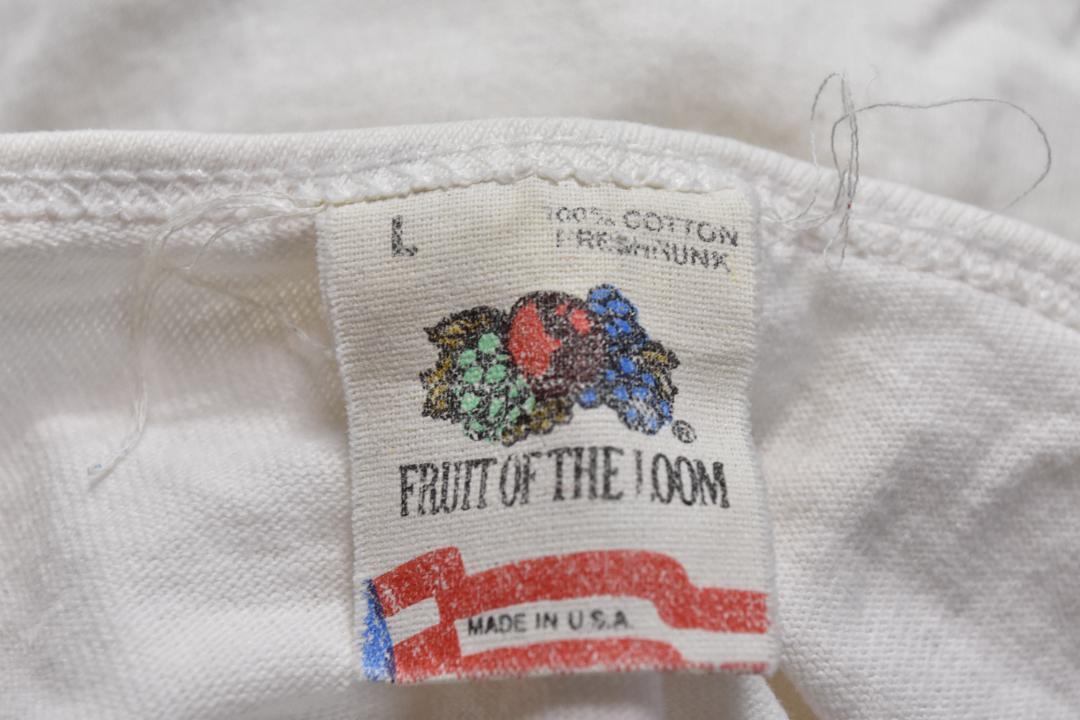 L
100% COTTON
PRESHRUNK
®
FRUIT OF THE LOOM
MADE IN U.S.A.